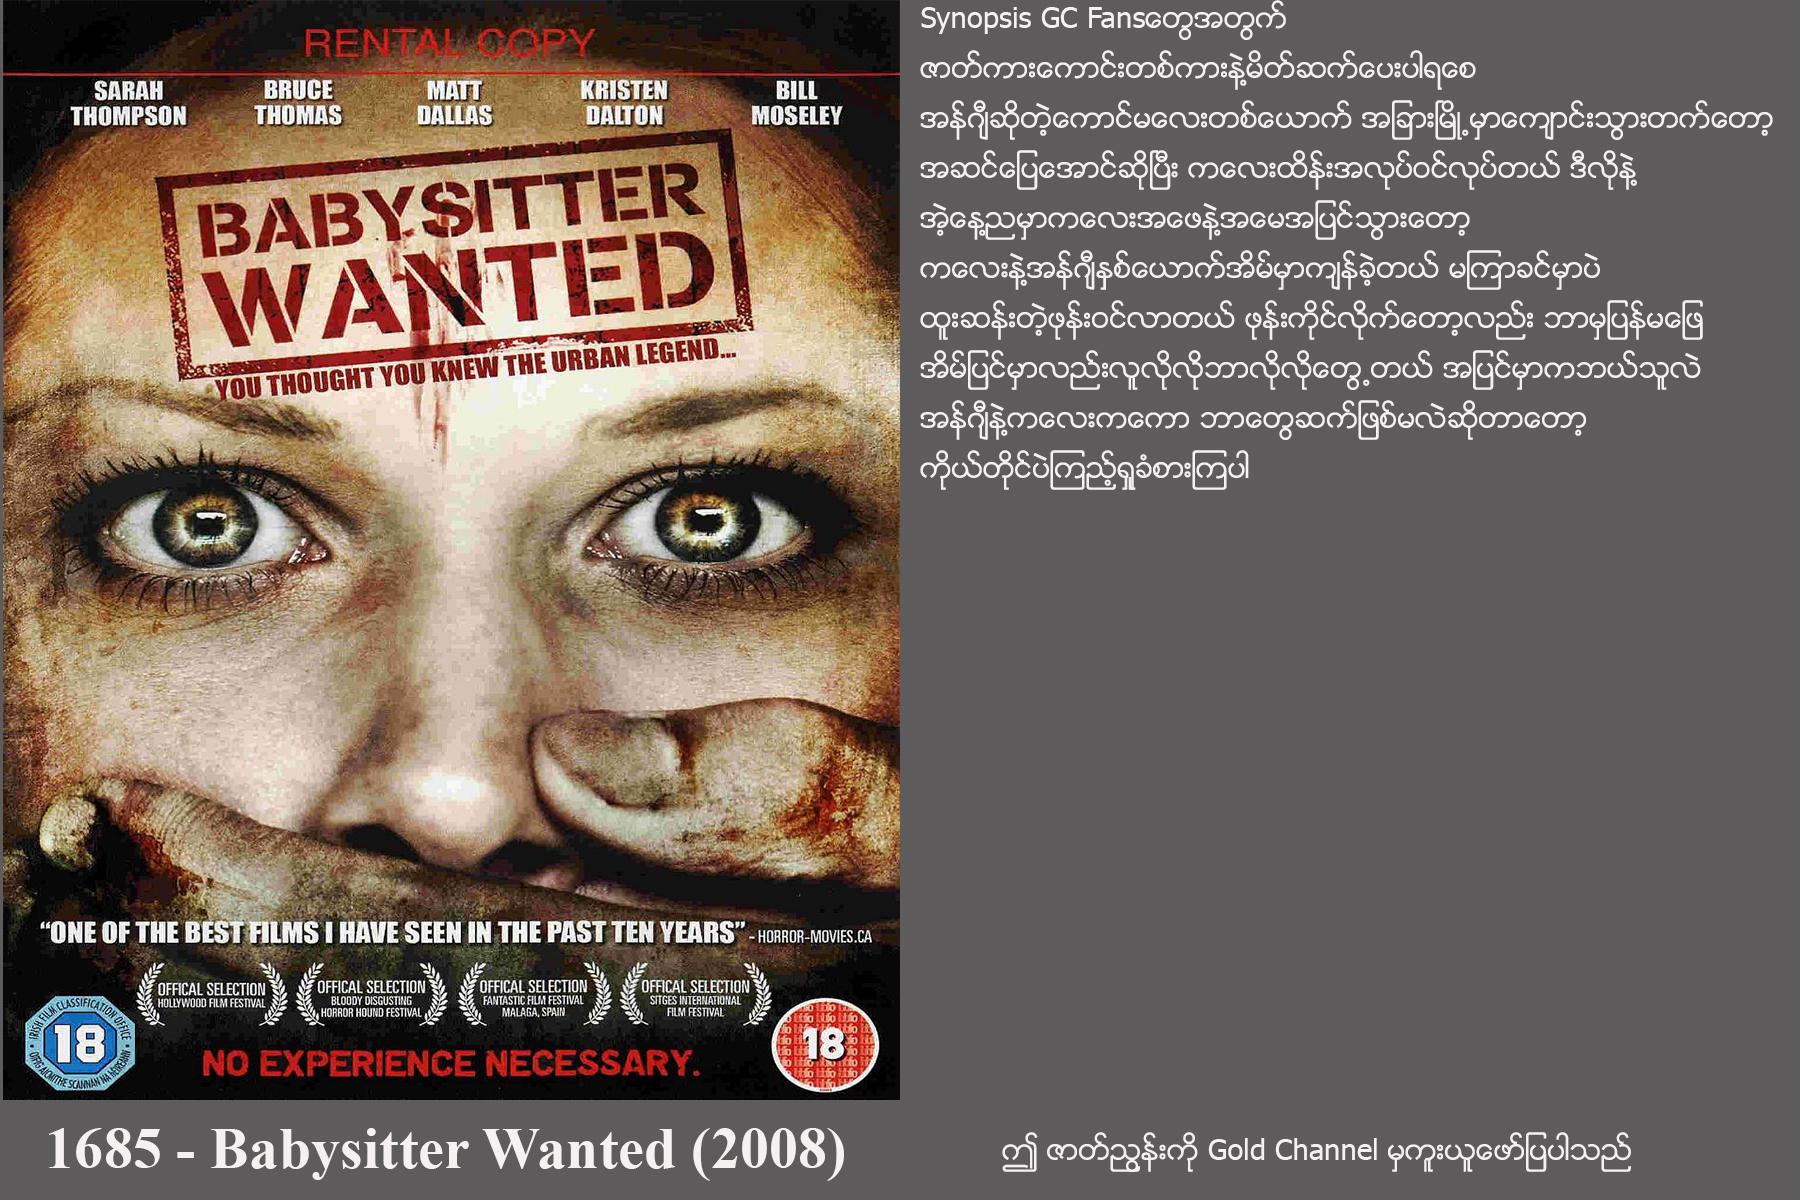 RENTAL COPY
SARAH THOMPSON
BRUCE THOMAS
MATT DALLAS
KRISTEN DALTON
BILL MOSELEY
BABYSITTER
WANTED
YOU THOUGHT YOU KNEW THE URBAN LEGEND...
"ONE OF THE BEST FILMS I HAVE SEEN IN THE PAST TEN YEARS" - HORROR-MOVIES.CA
OFFICAL SELECTION
HOLLYWOOD FILM FESTIVAL
OFFICAL SELECTION
BLOODY DISGUSTING
HORROR HOUND FESTIVAL
OFFICAL SELECTION
FANTASTIC FILM FESTIVAL
MALAGA, SPAIN
OFFICAL SELECTION
SITGES INTERNATIONAL
FILM FESTIVAL
IRISH FILM CLASSIFICATION OFFICE
18
NO EXPERIENCE NECESSARY.
18
1685 - Babysitter Wanted (2008)
Synopsis GC Fansတွေအတွက်
ဇာတ်ကားကောင်းတစ်ကားနဲ့မိတ်ဆက်ပေးပါရစေ
အန်ဂျီဆိုတဲ့ကောင်မလေးတစ်ယောက် အခြားမြို့မှာကျောင်းသွားတက်တော့
အဆင်ပြေအောင်ဆိုပြီး ကလေးထိန်းအလုပ်ဝင်လုပ်တယ် ဒီလိုနဲ့
အဲ့နေ့ညမှာကလေးအဖေနဲ့အမေအပြင်သွားတော့
ကလေးနဲ့အန်ဂျီနှစ်ယောက်အိမ်မှာကျန်ခဲ့တယ် မကြာခင်မှာပဲ
ထူးဆန်းတဲ့ဖုန်းဝင်လာတယ် ဖုန်းကိုင်လိုက်တော့လည်း ဘာမှပြန်မဖြေ
အိမ်ပြင်မှာလည်းလူလိုလိုဘာလိုလိုတွေ့တယ် အပြင်မှာကဘယ်သူလဲ
အန်ဂျီနဲ့ကလေးကကော ဘာတွေဆက်ဖြစ်မလဲဆိုတာတော့
ကိုယ်တိုင်ပဲကြည့်ရှုခံစားကြပါ
ဤ ဇာတ်ညွှန်းကို Gold Channel မှကူးယူဖော်ပြပါသည်